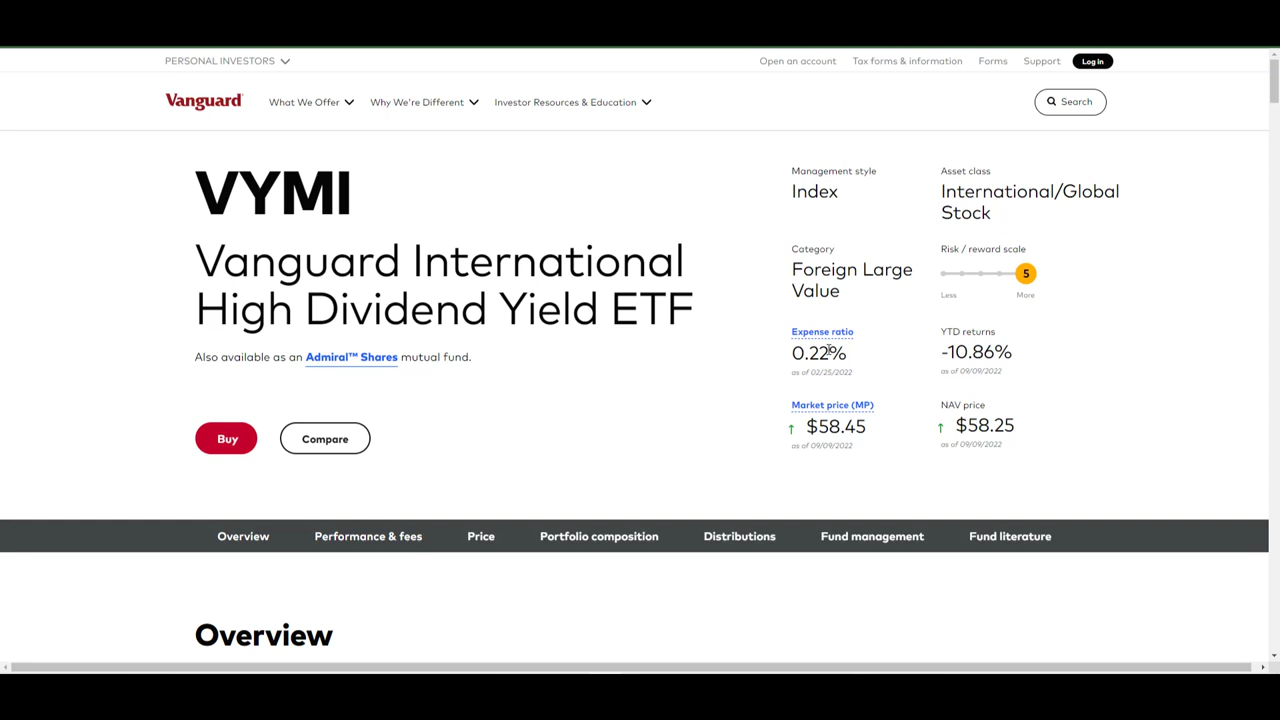 PERSONAL INVESTORS
Open an account
Tax forms & information
Forms
Support
Log in
Vanguard
What We Offer
Why We're Different
Investor Resources & Education
Search
VYMI
Vanguard International
High Dividend Yield ETF
Also available as an Admiral™ Shares mutual fund.
Buy
Compare
Management style
Index
Asset class
International/Global
Stock
Category
Foreign Large
Value
Risk / reward scale
5
Less
More
Expense ratio
0.22%
as of 02/25/2022
YTD returns
-10.86%
as of 09/09/2022
Market price (MP)
$58.45
as of 09/09/2022
NAV price
$58.25
as of 09/09/2022
Overview
Performance & fees
Price
Portfolio composition
Distributions
Fund management
Fund literature
Overview